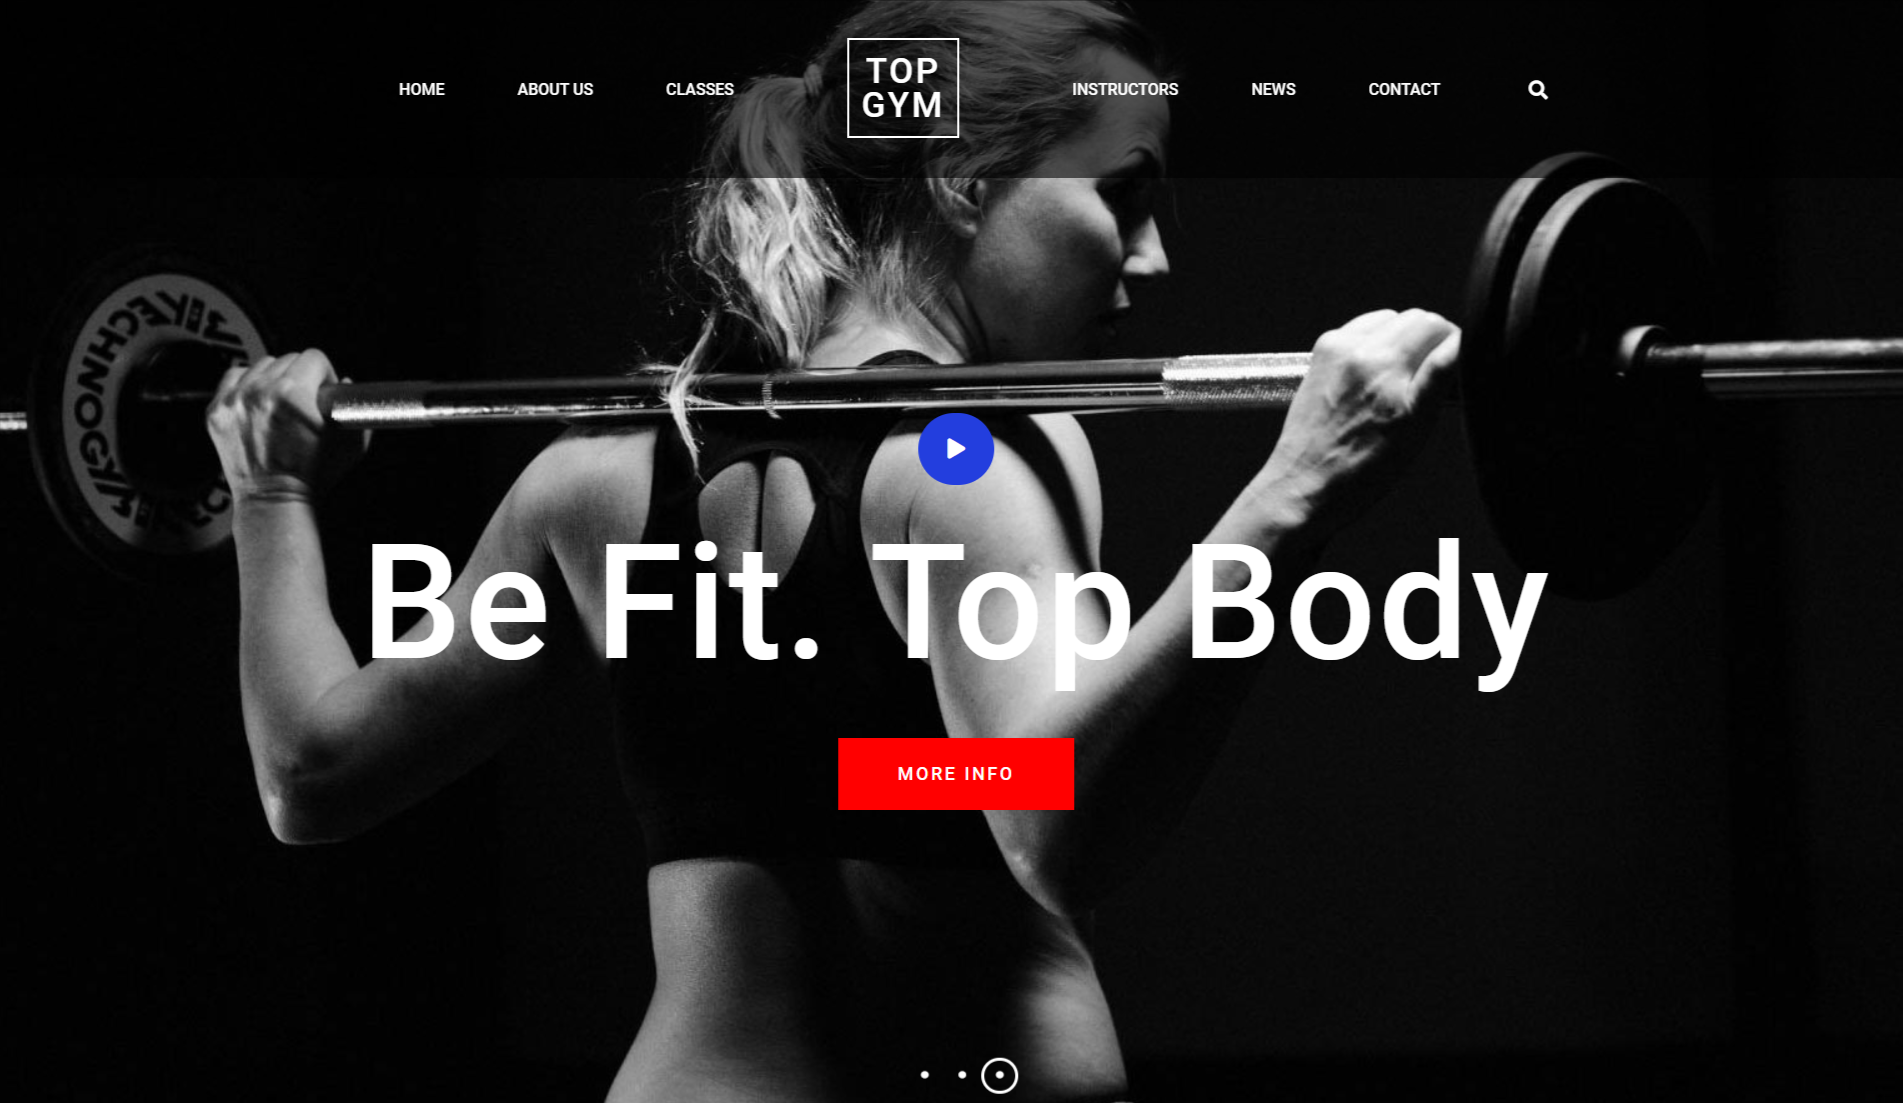 HOME
ABOUT US
CLASSES
TOP
GYM
INSTRUCTORS
NEWS
CONTACT
Be Fit. Top Body
MORE INFO